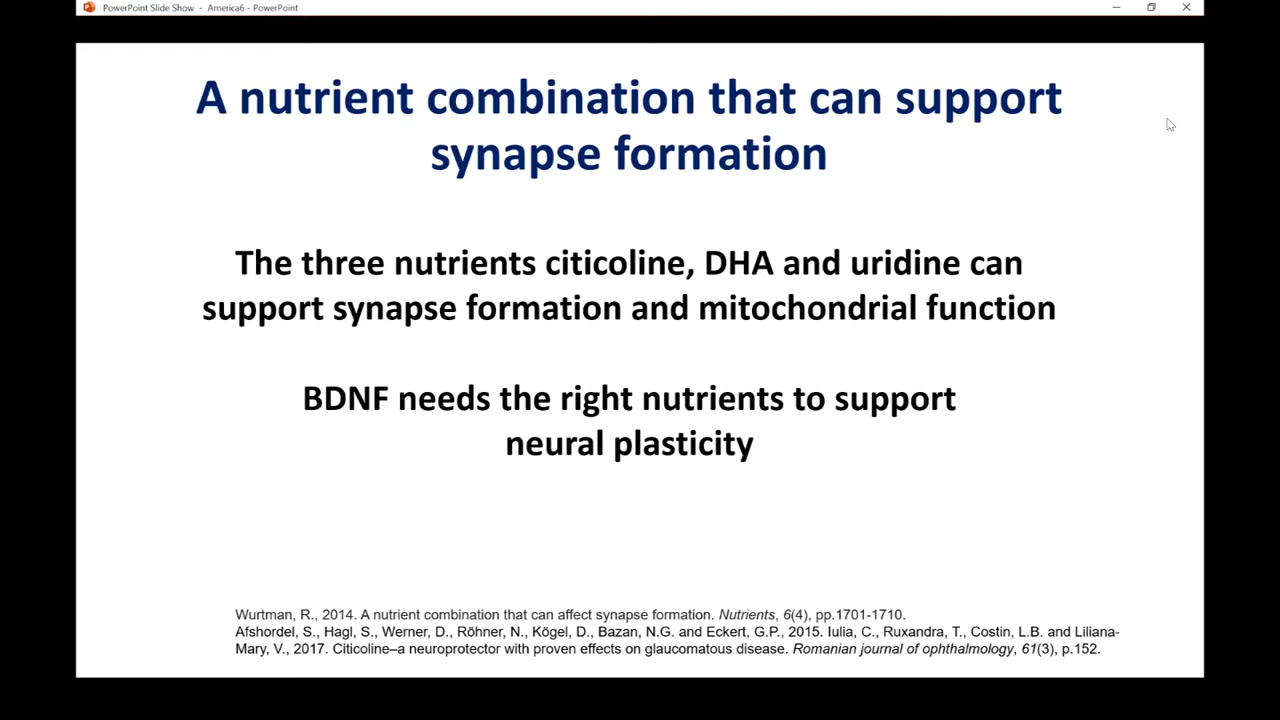 PowerPoint Slide Show - America6 - PowerPoint
A nutrient combination that can support
synapse formation
The three nutrients citicoline, DHA and uridine can
support synapse formation and mitochondrial function
BDNF needs the right nutrients to support
neural plasticity
Wurtman, R., 2014. A nutrient combination that can affect synapse formation. Nutrients, 6(4), pp.1701-1710.
Afshordel, S., Hagl, S., Werner, D., Röhner, N., Kögel, D., Bazan, N.G. and Eckert, G.P., 2015. Iulia, C., Ruxandra, T., Costin, L.B. and Liliana-
Mary, V., 2017. Citicoline–a neuroprotector with proven effects on glaucomatous disease. Romanian journal of ophthalmology, 61(3), p.152.